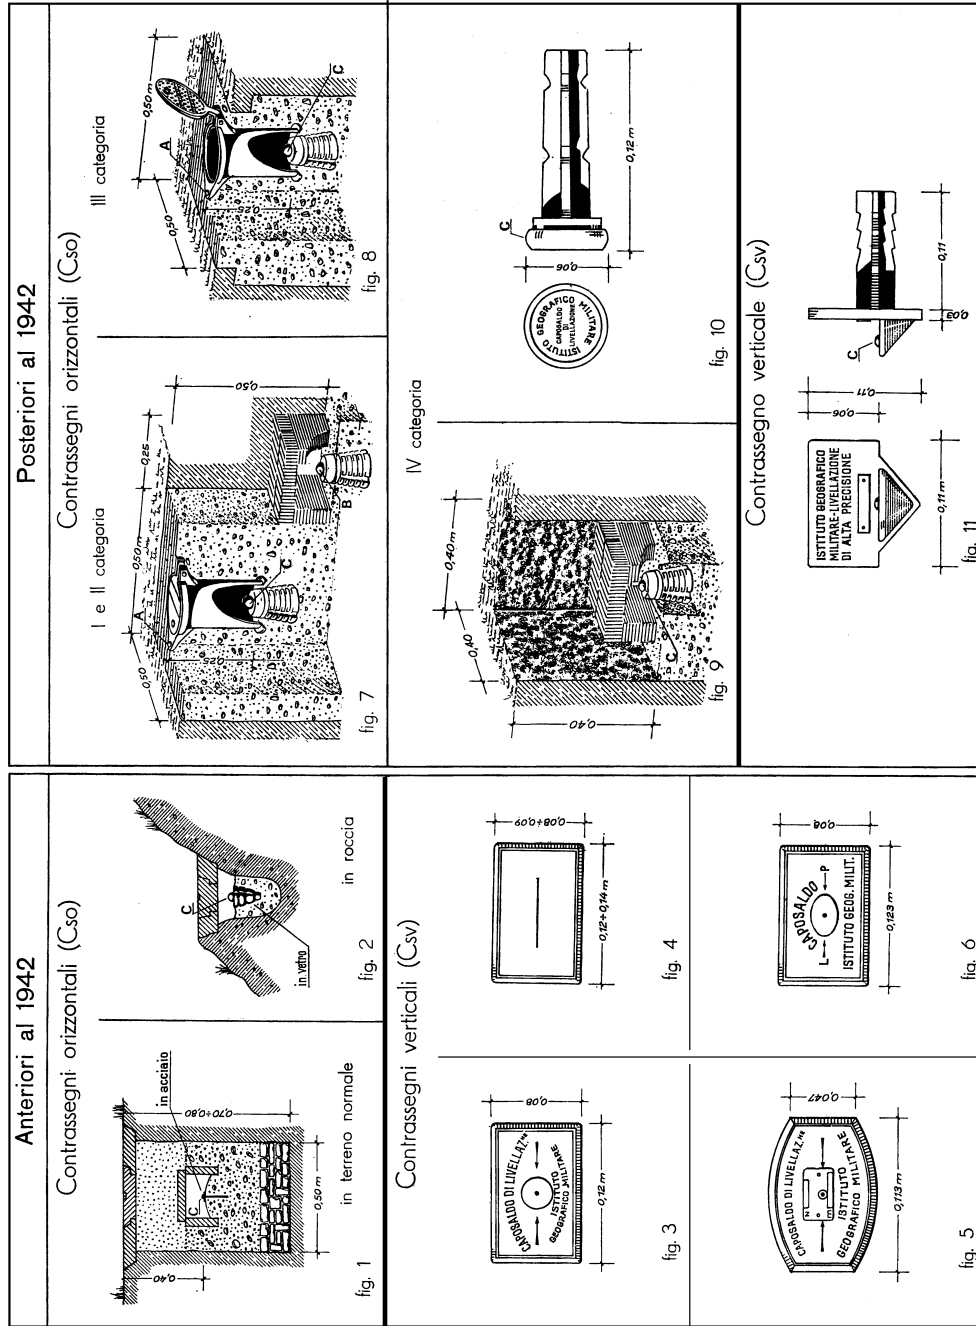 Anteriori al 1942
Contrassegni orizzontali (Cso)
in acciaio
C
0,40
0,70÷0,80
0,50 m
fig. 1
in terreno normale
C
in vetro
fig. 2
in roccia
Contrassegni verticali (Csv)
CAPOSALDO DI LIVELLAZ.NE
ISTITUTO
GEOGRAFICO MILITARE
0,08
0,12 m
fig. 3
0,08÷0,09
0,12÷0,14 m
fig. 4
CAPOSALDO DI LIVELLAZ.NE
N
ISTITUTO
GEOGRAFICO MILITARE
0,047
0,113 m
fig. 5
CAPOSALDO
L P
ISTITUTO GEOG. MILIT.
0,08
0,123 m
fig. 6
Posteriori al 1942
Contrassegni orizzontali (Cso)
I e II categoria
0,50
0,50m
0,25
A
0,25
0,50
C
B
fig. 7
III categoria
0,50
0,50 m
A
0,25
C
fig. 8
IV categoria
0,40
0,40 m
0,40
C
fig. 9
ISTITUTO GEOGRAFICO MILITARE
CAPOSALDO
DI
LIVELLAZIONE
C
0,06
0,12 m
fig. 10
Contrassegno verticale (Csv)
ISTITUTO GEOGRAFICO
MILITARE-LIVELLAZIONE
DI ALTA PRECISIONE
0,11m
0,06
0,11
C
0,03
0,11
fig. 11